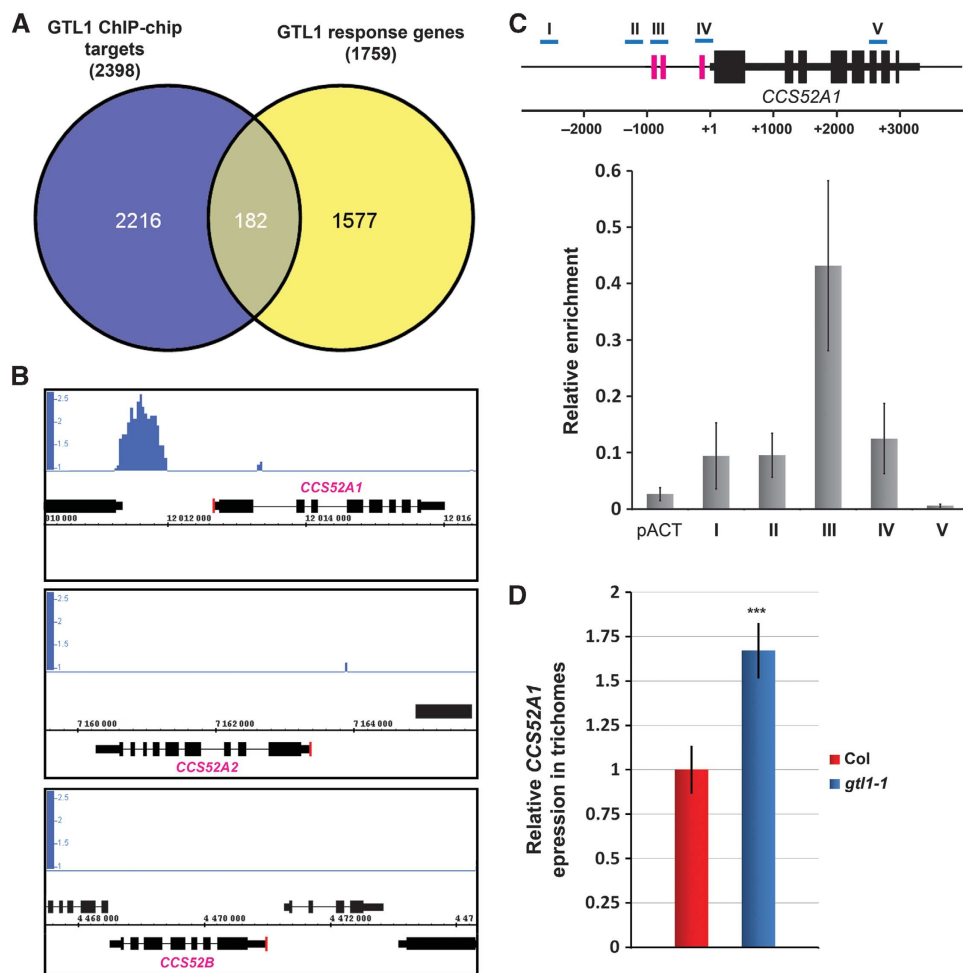 A
GTL1 ChIP-chip
targets
(2398)
GTL1 response genes
(1759)
2216
182
1577
B
2.5
2
1.5
1
CCS52A1
010 000
12 012 000
12 014 000
12 016
2.5
2
1.5
1
7 160 000
7 162 000
7 164 000
CCS52A2
2.5
2
1.5
1
4 468 000
4 470 000
4 472 000
4 47
CCS52B
C
I
II
III
IV
V
CCS52A1
−2000
−1000
+1
+1000
+2000
+3000
Relative enrichment
0.6
0.5
0.4
0.3
0.2
0.1
0
pACT
I
II
III
IV
V
D
Relative CCS52A1
epression in trichomes
2
1.75
1.5
1.25
1
0.75
0.5
0.25
0
***
Col
gtl1-1